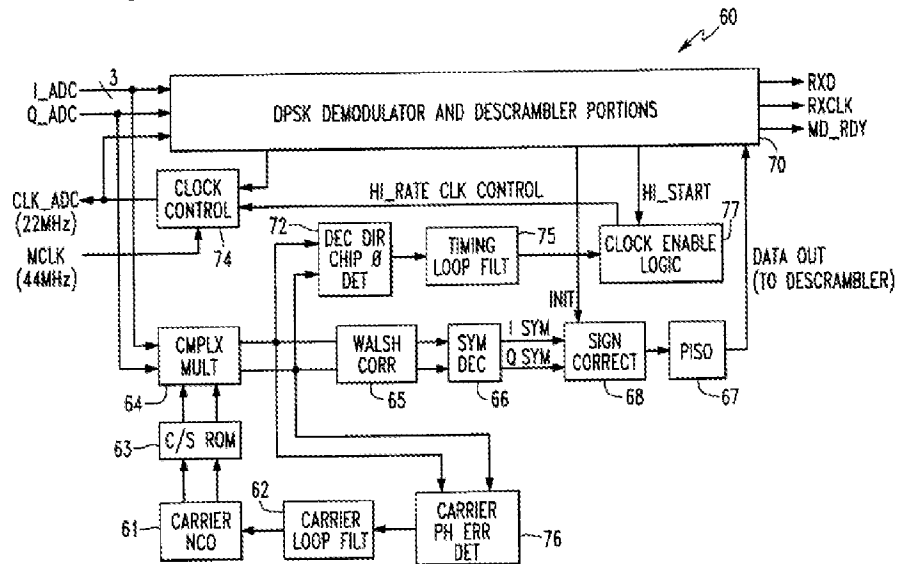 60
I_ADC
3
Q_ADC
DPSK DEMODULATOR AND DESCRAMBLER PORTIONS
RXD
RXCLK
MD_RDY
70
CLK_ADC
(22MHz)
MCLK
(44MHz)
CLOCK
CONTROL
74
HI_RATE CLK CONTROL
HI_START
72
DEC DIR
CHIP Ø
DET
75
TIMING
LOOP FILT
77
CLOCK ENABLE
LOGIC
DATA OUT
(TO DESCRAMBLER)
INIT
CMPLX
MULT
64
WALSH
CORR
65
SYM
DEC
66
I SYM
Q SYM
SIGN
CORRECT
68
PISO
67
63
C/S ROM
61
CARRIER
NCO
62
CARRIER
LOOP FILT
CARRIER
PH ERR
DET
76